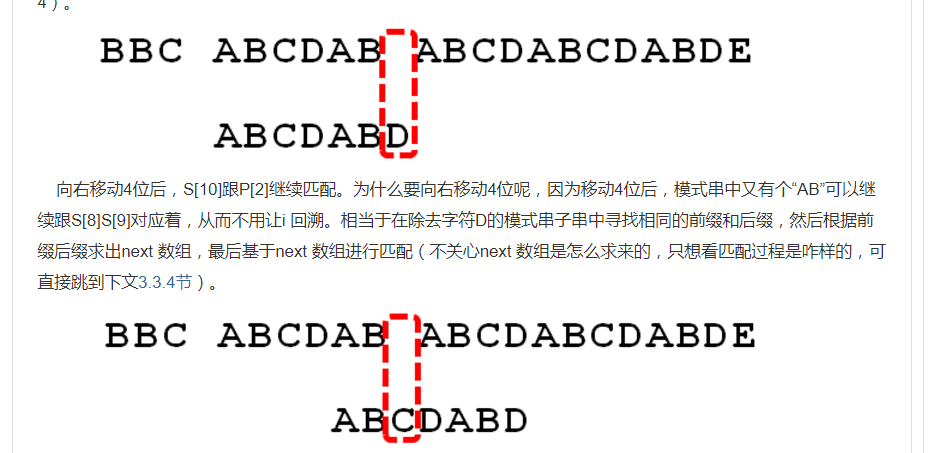 4）。
BBC ABCDAB ABCDABCDABDE
ABCDABD
向右移动4位后，S[10]跟P[2]继续匹配。为什么要向右移动4位呢，因为移动4位后，模式串中又有个“AB”可以继
续跟S[8]S[9]对应着，从而不用让i 回溯。相当于在除去字符D的模式串子串中寻找相同的前缀和后缀，然后根据前
缀后缀求出next 数组，最后基于next 数组进行匹配（不关心next 数组是怎么求来的，只想看匹配过程是咋样的，可
直接跳到下文3.3.4节）。
BBC ABCDAB ABCDABCDABDE
ABCDABD